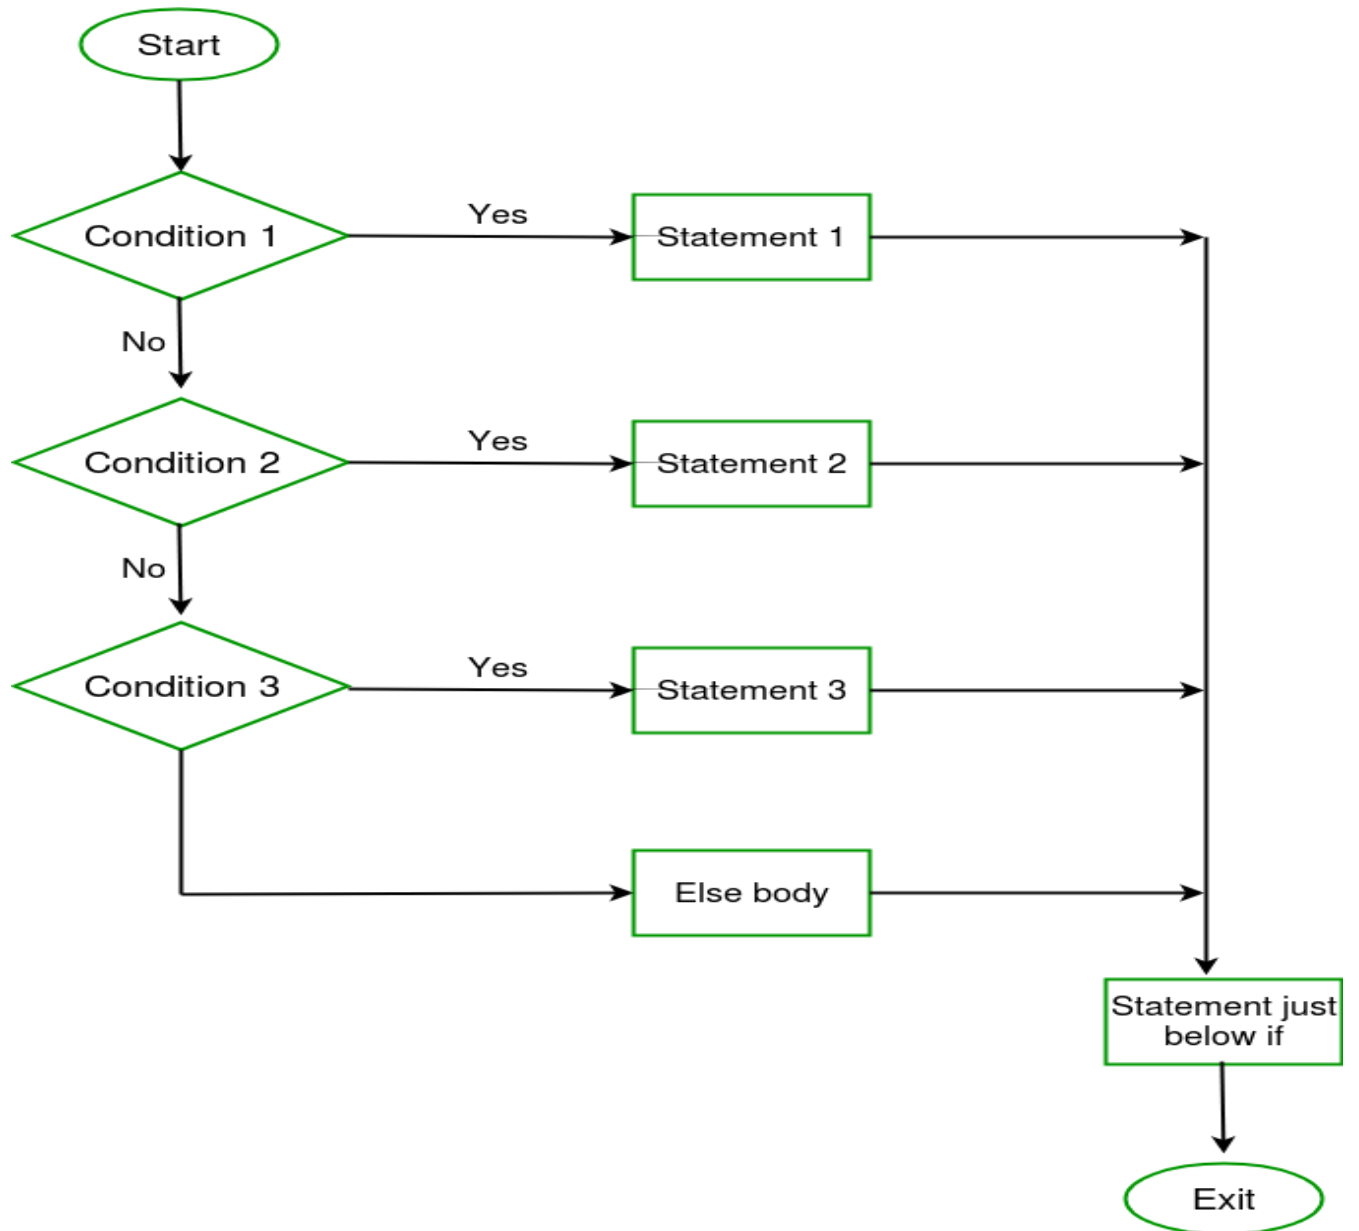 Start
Condition 1
Yes
Statement 1
No
Condition 2
Yes
Statement 2
No
Condition 3
Yes
Statement 3
Else body
Statement just
below if
Exit